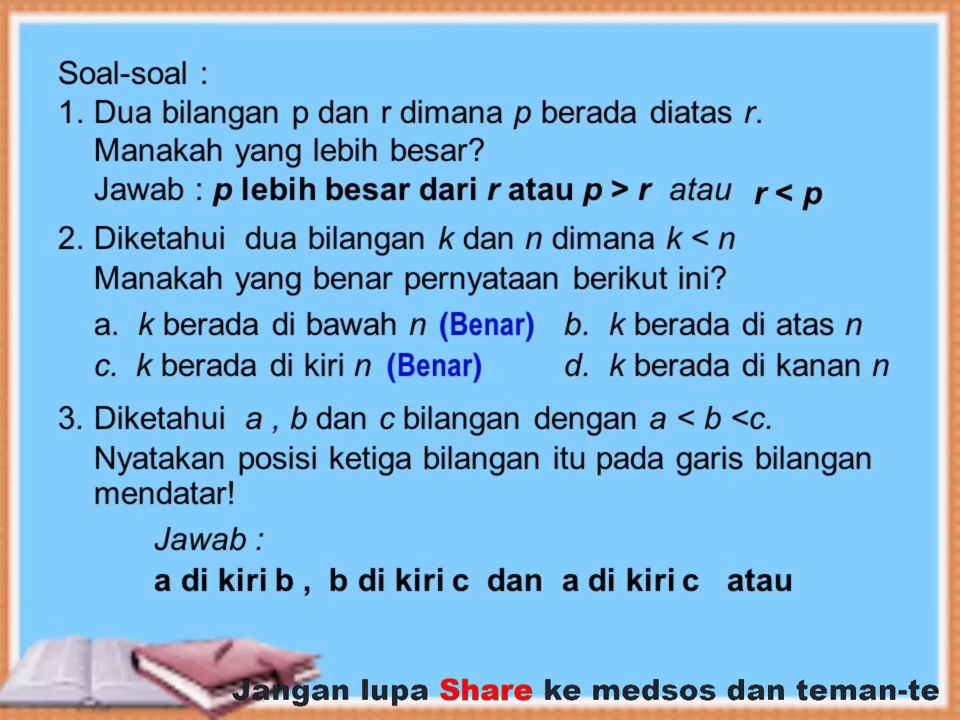 Soal-soal :
1. Dua bilangan p dan r dimana p berada diatas r.
Manakah yang lebih besar?
Jawab : p lebih besar dari r atau p > r atau r < p
2. Diketahui dua bilangan k dan n dimana k < n
Manakah yang benar pernyataan berikut ini?
a. k berada di bawah n (Benar) b. k berada di atas n
c. k berada di kiri n (Benar) d. k berada di kanan n
3. Diketahui a , b dan c bilangan dengan a < b <c.
Nyatakan posisi ketiga bilangan itu pada garis bilangan
mendatar!
Jawab :
a di kiri b , b di kiri c dan a di kiri c atau
Jangan lupa Share ke medsos dan teman-te